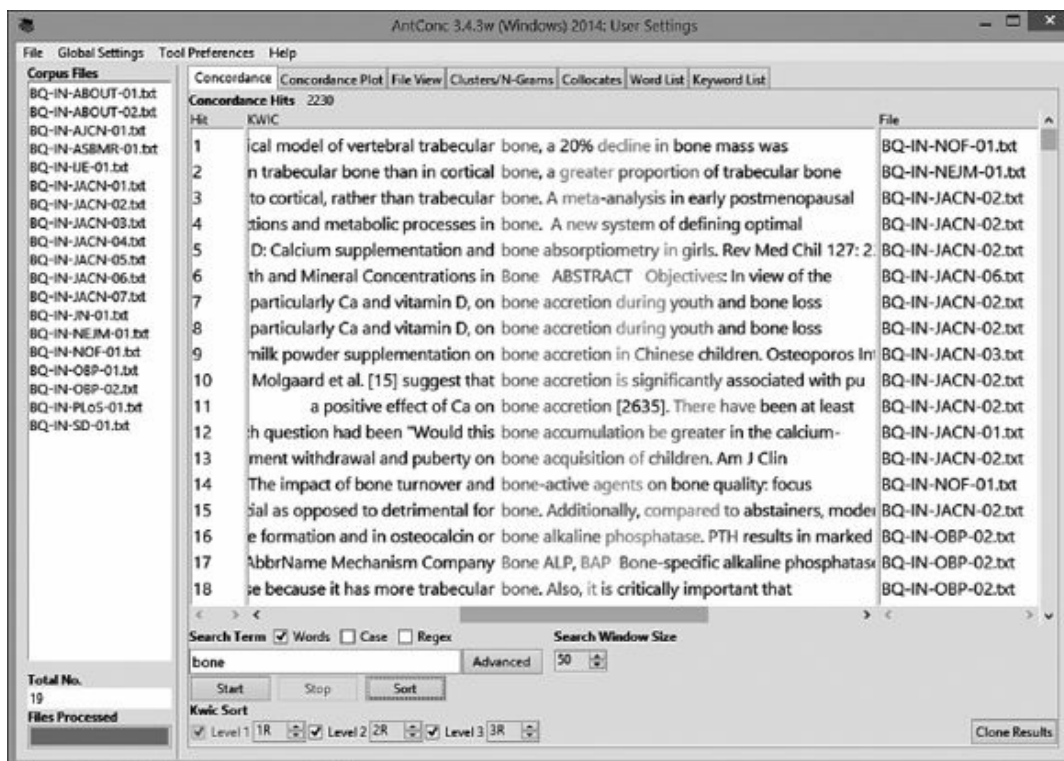 AntConc 3.4.3w (Windows) 2014: User Settings
File Global Settings Tool Preferences Help
Corpus Files
BQ-IN-ABOUT-01.txt
BQ-IN-ABOUT-02.txt
BQ-IN-AJCN-01.txt
BQ-IN-ASBMR-01.txt
BQ-IN-IJE-01.txt
BQ-IN-JACN-01.txt
BQ-IN-JACN-02.txt
BQ-IN-JACN-03.txt
BQ-IN-JACN-04.txt
BQ-IN-JACN-05.txt
BQ-IN-JACN-06.txt
BQ-IN-JACN-07.txt
BQ-IN-JN-01.txt
BQ-IN-NEJM-01.txt
BQ-IN-NOF-01.txt
BQ-IN-OBP-01.txt
BQ-IN-OBP-02.txt
BQ-IN-PLoS-01.txt
BQ-IN-SD-01.txt
Total No.
19
Files Processed
Concordance Concordance Plot File View Clusters/N-Grams Collocates Word List Keyword List
Concordance Hits 2230
Hit KWIC File
1 ical model of vertebral trabecular bone, a 20% decline in bone mass was BQ-IN-NOF-01.txt
2 n trabecular bone than in cortical bone, a greater proportion of trabecular bone BQ-IN-NEJM-01.txt
3 to cortical, rather than trabecular bone. A meta-analysis in early postmenopausal BQ-IN-JACN-02.txt
4 tions and metabolic processes in bone. A new system of defining optimal BQ-IN-JACN-02.txt
5 D: Calcium supplementation and bone absorptiometry in girls. Rev Med Chil 127: 2 BQ-IN-JACN-02.txt
6 th and Mineral Concentrations in Bone ABSTRACT Objectives: In view of the BQ-IN-JACN-06.txt
7 particularly Ca and vitamin D, on bone accretion during youth and bone loss BQ-IN-JACN-02.txt
8 particularly Ca and vitamin D, on bone accretion during youth and bone loss BQ-IN-JACN-02.txt
9 milk powder supplementation on bone accretion in Chinese children. Osteoporos Int BQ-IN-JACN-03.txt
10 Molgaard et al. [15] suggest that bone accretion is significantly associated with pu BQ-IN-JACN-02.txt
11 a positive effect of Ca on bone accretion [2635]. There have been at least BQ-IN-JACN-02.txt
12 h question had been "Would this bone accumulation be greater in the calcium- BQ-IN-JACN-01.txt
13 ment withdrawal and puberty on bone acquisition of children. Am J Clin BQ-IN-JACN-02.txt
14 The impact of bone turnover and bone-active agents on bone quality: focus BQ-IN-NOF-01.txt
15 ial as opposed to detrimental for bone. Additionally, compared to abstainers, moder BQ-IN-JACN-02.txt
16 e formation and in osteocalcin or bone alkaline phosphatase. PTH results in marked BQ-IN-OBP-02.txt
17 AbbrName Mechanism Company Bone ALP, BAP Bone-specific alkaline phosphatase BQ-IN-OBP-02.txt
18 se because it has more trabecular bone. Also, it is critically important that BQ-IN-OBP-02.txt
Search Term Words Case Regex Search Window Size
bone Advanced 50
Start Stop Sort
Kwic Sort
Level 1 1R Level 2 2R Level 3 3R Clone Results